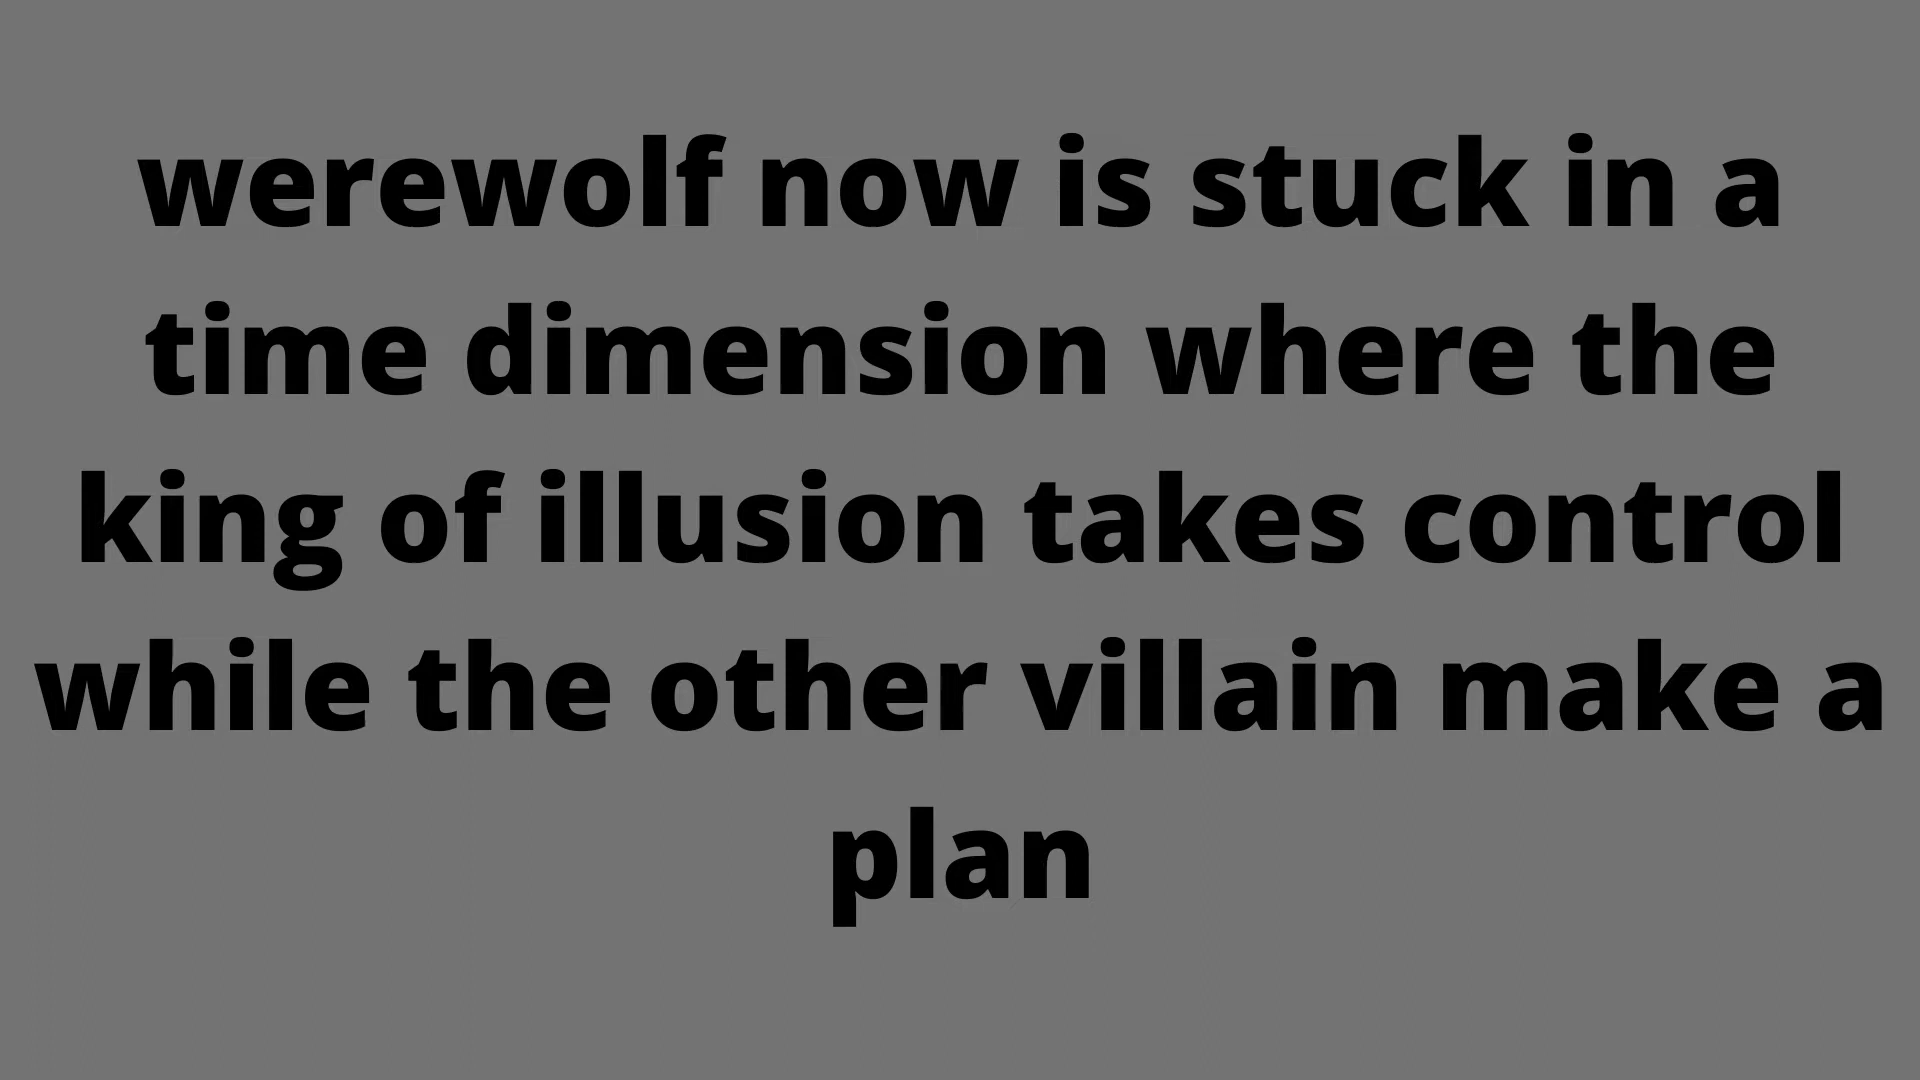 werewolf now is stuck in a
time dimension where the
king of illusion takes control
while the other villain make a
plan